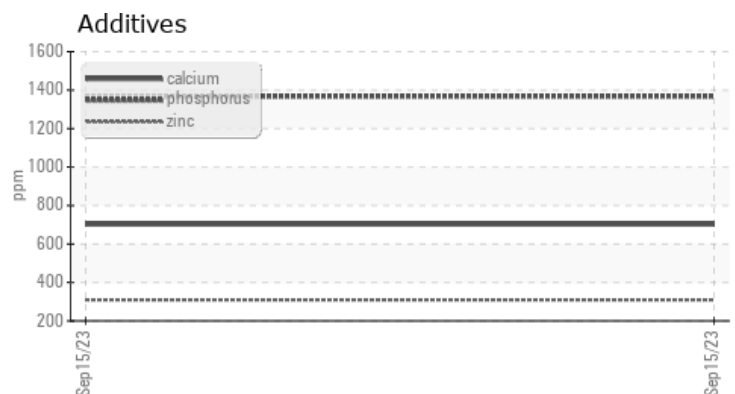 Additives
1600
1400
1200
1000
800
600
400
200
ppm
calcium
phosphorus
zinc
Sep15/23
Sep15/23